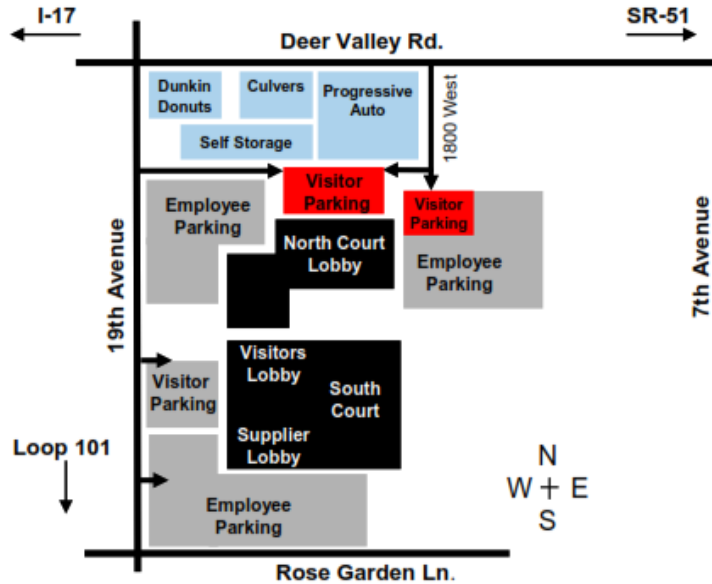 I-17
SR-51
Deer Valley Rd.
Dunkin
Donuts
Culvers
Progressive
Auto
Self Storage
1800 West
Visitor
Parking
Visitor
Parking
Employee
Parking
North Court
Lobby
Employee
Parking
19th Avenue
7th Avenue
Visitors
Lobby
Visitor
Parking
South
Court
Supplier
Lobby
Loop 101
N
W E
S
Employee
Parking
Rose Garden Ln.